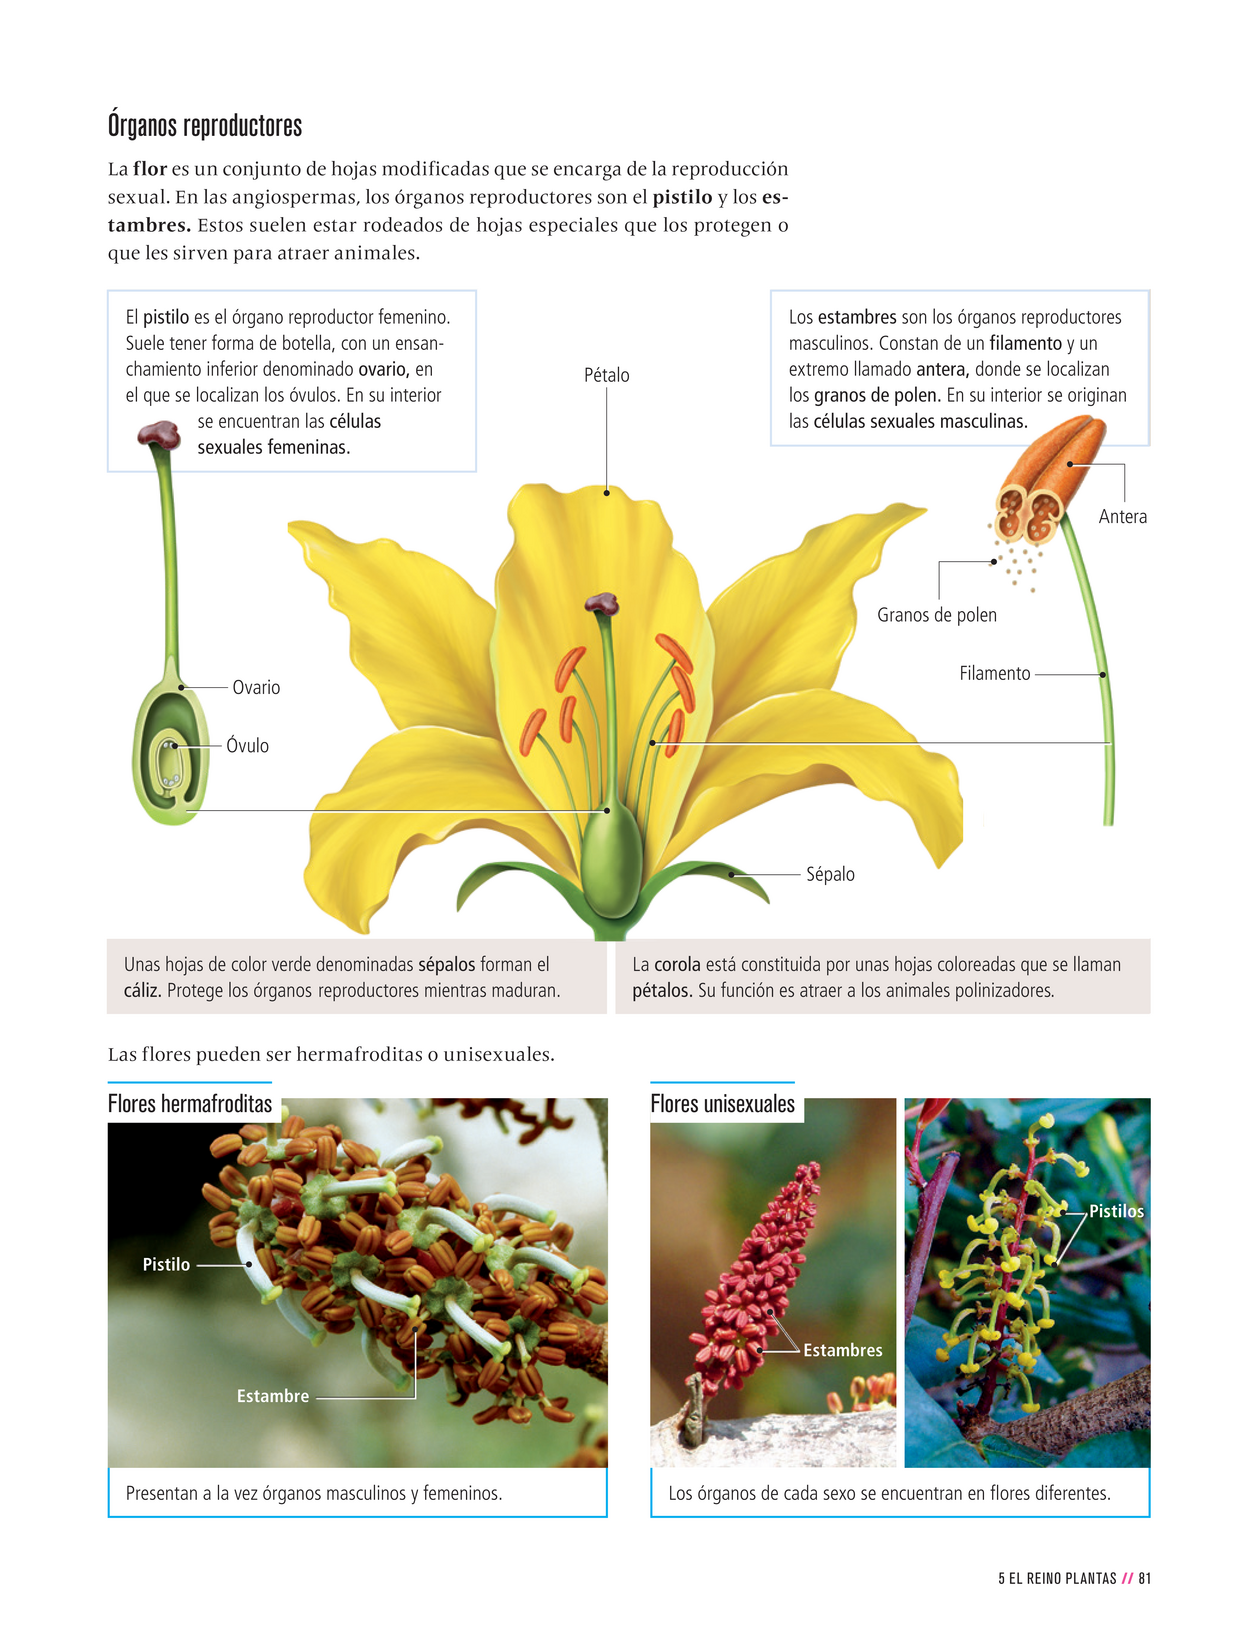 Órganos reproductores
La flor es un conjunto de hojas modificadas que se encarga de la reproducción
sexual. En las angiospermas, los órganos reproductores son el pistilo y los es-
tambres. Estos suelen estar rodeados de hojas especiales que los protegen o
que les sirven para atraer animales.
El pistilo es el órgano reproductor femenino.
Suele tener forma de botella, con un ensan-
chamiento inferior denominado ovario, en
el que se localizan los óvulos. En su interior
se encuentran las células
sexuales femeninas.
Los estambres son los órganos reproductores
masculinos. Constan de un filamento y un
extremo llamado antera, donde se localizan
los granos de polen. En su interior se originan
las células sexuales masculinas.
Pétalo
Antera
Granos de polen
Filamento
Ovario
Óvulo
Sépalo
Unas hojas de color verde denominadas sépalos forman el
cáliz. Protege los órganos reproductores mientras maduran.
La corola está constituida por unas hojas coloreadas que se llaman
pétalos. Su función es atraer a los animales polinizadores.
Las flores pueden ser hermafroditas o unisexuales.
Flores hermafroditas
Pistilo
Estambre
Presentan a la vez órganos masculinos y femeninos.
Flores unisexuales
Pistilos
Estambres
Los órganos de cada sexo se encuentran en flores diferentes.
5 EL REINO PLANTAS // 81